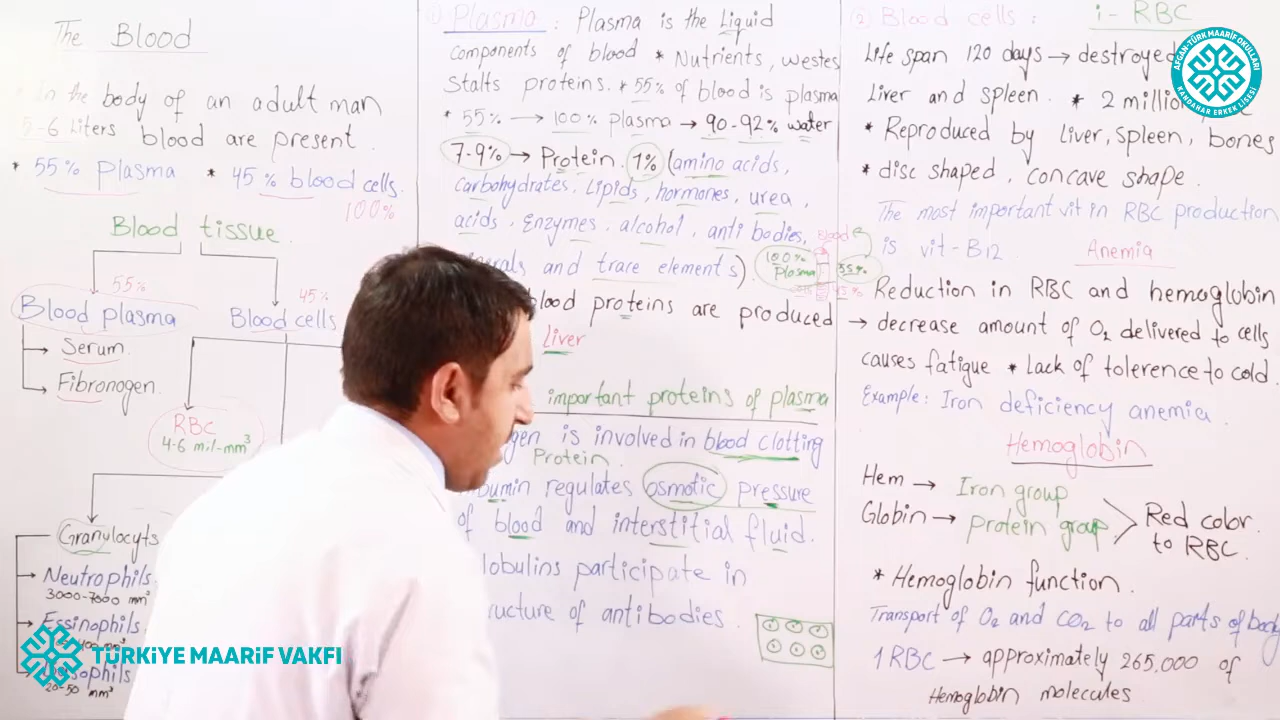 The Blood
* In the body of an adult man
5-6 Liters blood are present.
* 55% Plasma * 45% blood cells.
100%
Blood tissue.
55%
45%
Blood plasma
Blood cells
Serum.
Fibronogen.
RBC
4-6 mil-mm³
Granulocyts
Neutrophils.
3000-7000 mm³
Essinophils.
20-50 mm³
TÜRKİYE MAARİF VAKFI
① Plasma: Plasma is the Liquid
components of blood * Nutrients, westes
Stalts proteins. * 55% of blood is plasma
* 55% → 100% Plasma → 90-92% water
7-9% → Protein. 1% (amino acids,
carbohydrates, Lipids, hormones, urea,
acids, Enzymes, alcohol, anti bodies,
and trace elements).
Blood
100%
Plasma
55%
45%
blood proteins are produced
Liver
important proteins of plasma
is involved in blood clotting
Protein.
regulates osmotic pressure
of blood and interstitial fluid.
participate in
of antibodies.
② Blood cells: i- RBC
Life span 120 days → destroyed
Liver and spleen. * 2
* Reproduced by Liver, spleen, bones
* disc shaped, concave shape.
The most important vit in RBC production
is vit-B12
Anemia
Reduction in RBC and hemoglobin
→ decrease amount of O₂ delivered to cells
causes fatigue * Lack of tolerence to cold.
Example: Iron deficiency anemia
Hemoglobin
Hem → Iron group
Globin → Protein group
Red color
to RBC.
* Hemoglobin function.
Transport of O₂ and CO₂ to all parts of body
1 RBC → approximately 265,000 of
Hemoglobin molecules
AFGAN-TÜRK MAARİF OKULLARI
KANDAHAR ERKEK LİSESİ